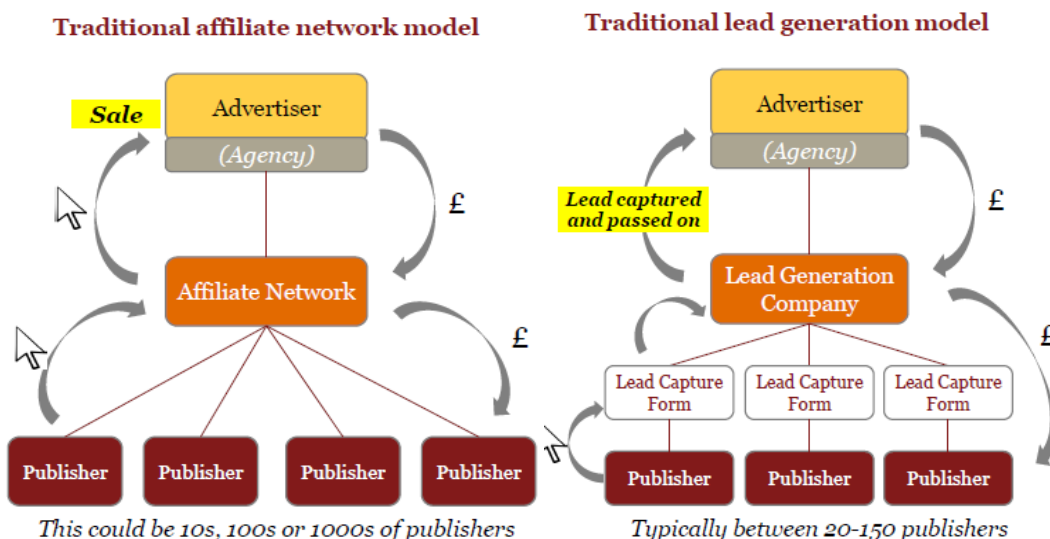 Traditional affiliate network model
Advertiser
(Agency)
Sale
£
Affiliate Network
£
Publisher
Publisher
Publisher
Publisher
This could be 10s, 100s or 1000s of publishers
Traditional lead generation model
Advertiser
(Agency)
Lead captured
and passed on
£
Lead Generation
Company
£
Lead Capture
Form
Lead Capture
Form
Lead Capture
Form
Publisher
Publisher
Publisher
Typically between 20-150 publishers